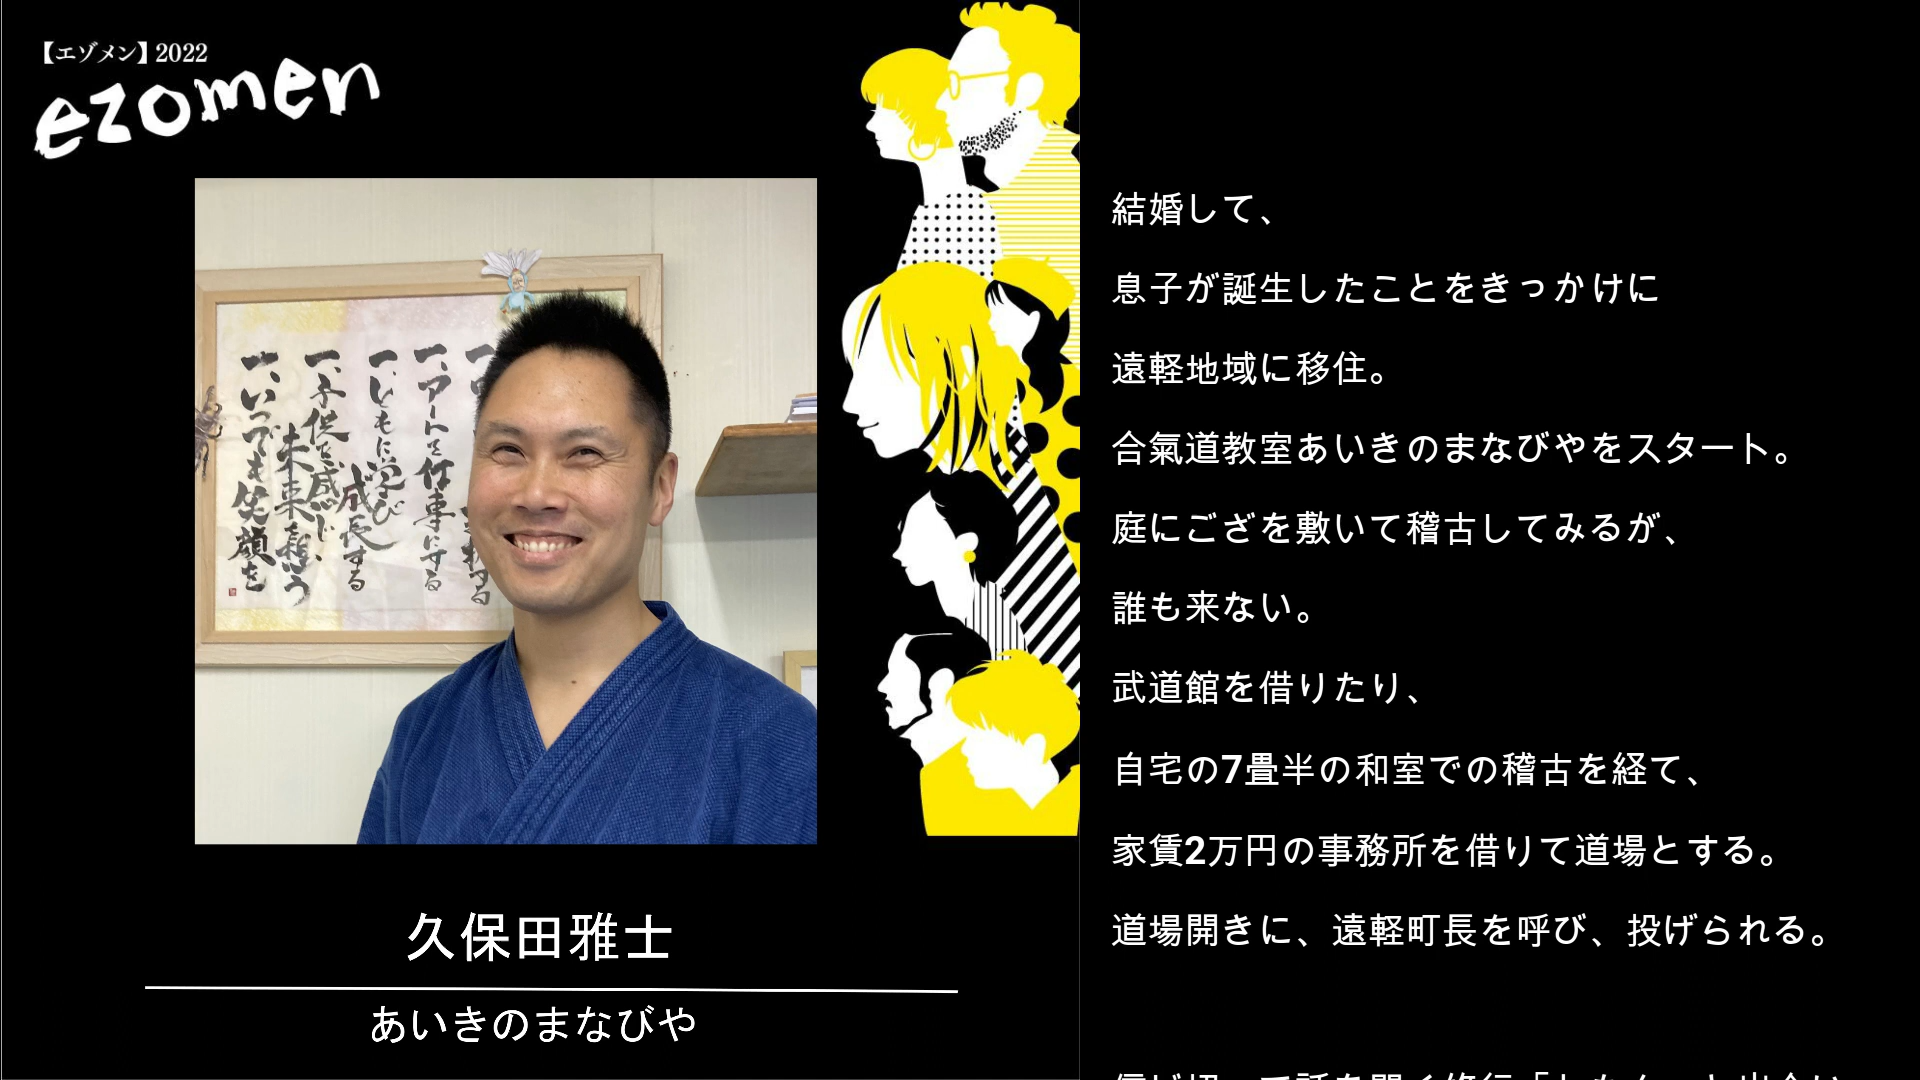 【エゾメン】2022
ezomen
一、いつでも笑顔を
一、子供を感じ、
未来を想う
一、ともに学び
成長する
一、アートを仕事にする
久保田雅士
あいきのまなびや
結婚して、
息子が誕生したことをきっかけに
遠軽地域に移住。
合氣道教室あいきのまなびやをスタート。
庭にござを敷いて稽古してみるが、
誰も来ない。
武道館を借りたり、
自宅の7畳半の和室での稽古を経て、
家賃2万円の事務所を借りて道場とする。
道場開きに、遠軽町長を呼び、投げられる。